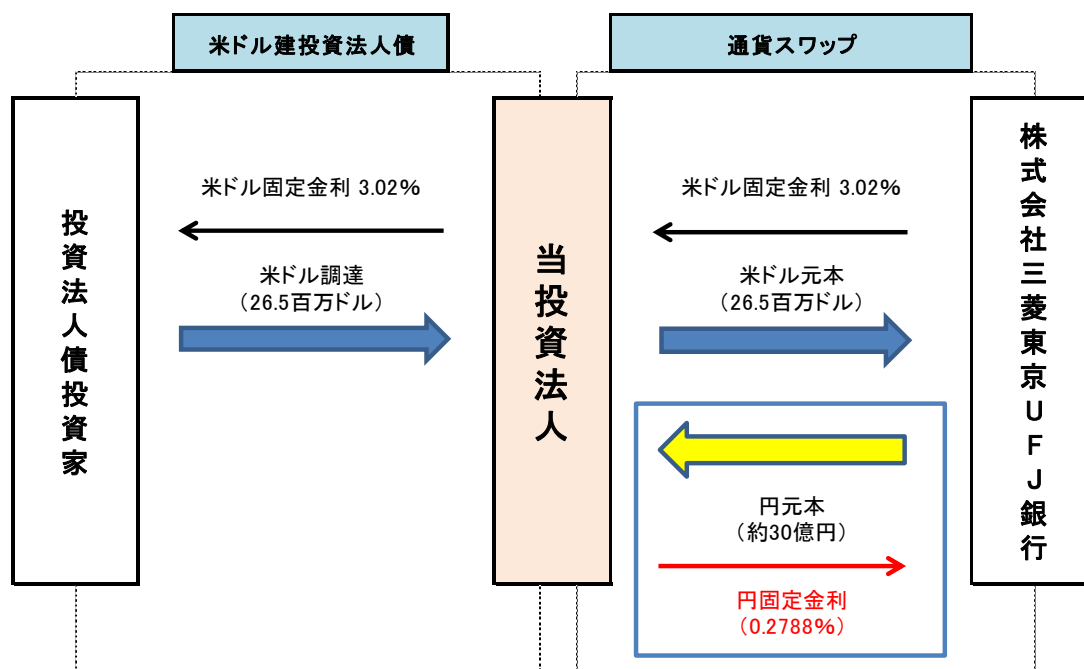 米ドル建投資法人債
通貨スワップ
投資法人債投資家
米ドル固定金利 3.02%
米ドル調達
（26.5百万ドル）
当投資法人
米ドル固定金利 3.02%
米ドル元本
（26.5百万ドル）
円元本
（約30億円）
円固定金利
（0.2788%）
株式会社三菱東京ＵＦＪ銀行